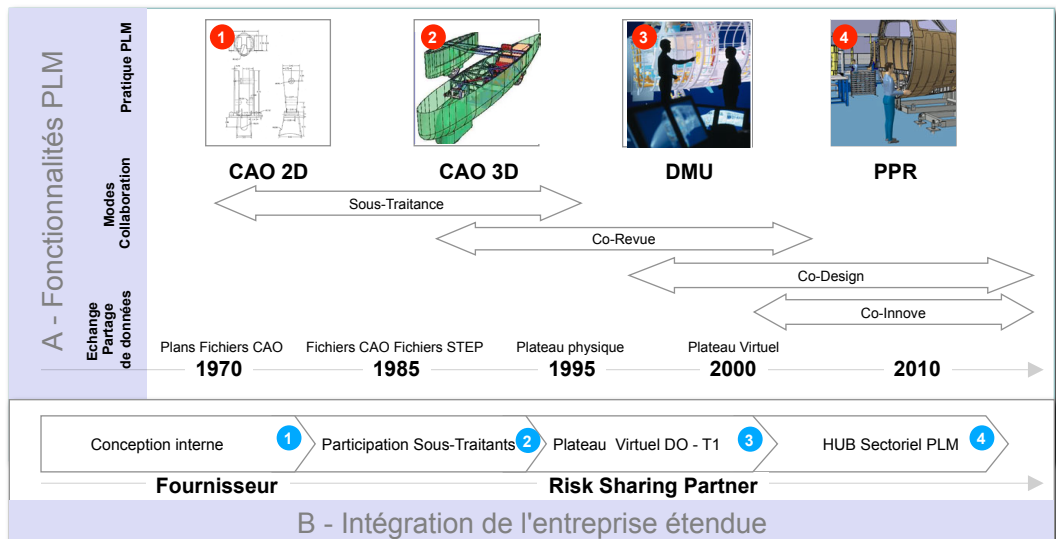 A - Fonctionnalités PLM
Pratique PLM
1
2
3
4
CAO 2D
CAO 3D
DMU
PPR
Modes
Collaboration
Sous-Traitance
Co-Revue
Co-Design
Co-Innove
Echange
Partage
de données
Plans Fichiers CAO
Fichiers CAO Fichiers STEP
Plateau physique
Plateau Virtuel
1970
1985
1995
2000
2010
Conception interne
1
Participation Sous-Traitants
2
Plateau Virtuel DO - T1
3
HUB Sectoriel PLM
4
Fournisseur
Risk Sharing Partner
B - Intégration de l'entreprise étendue